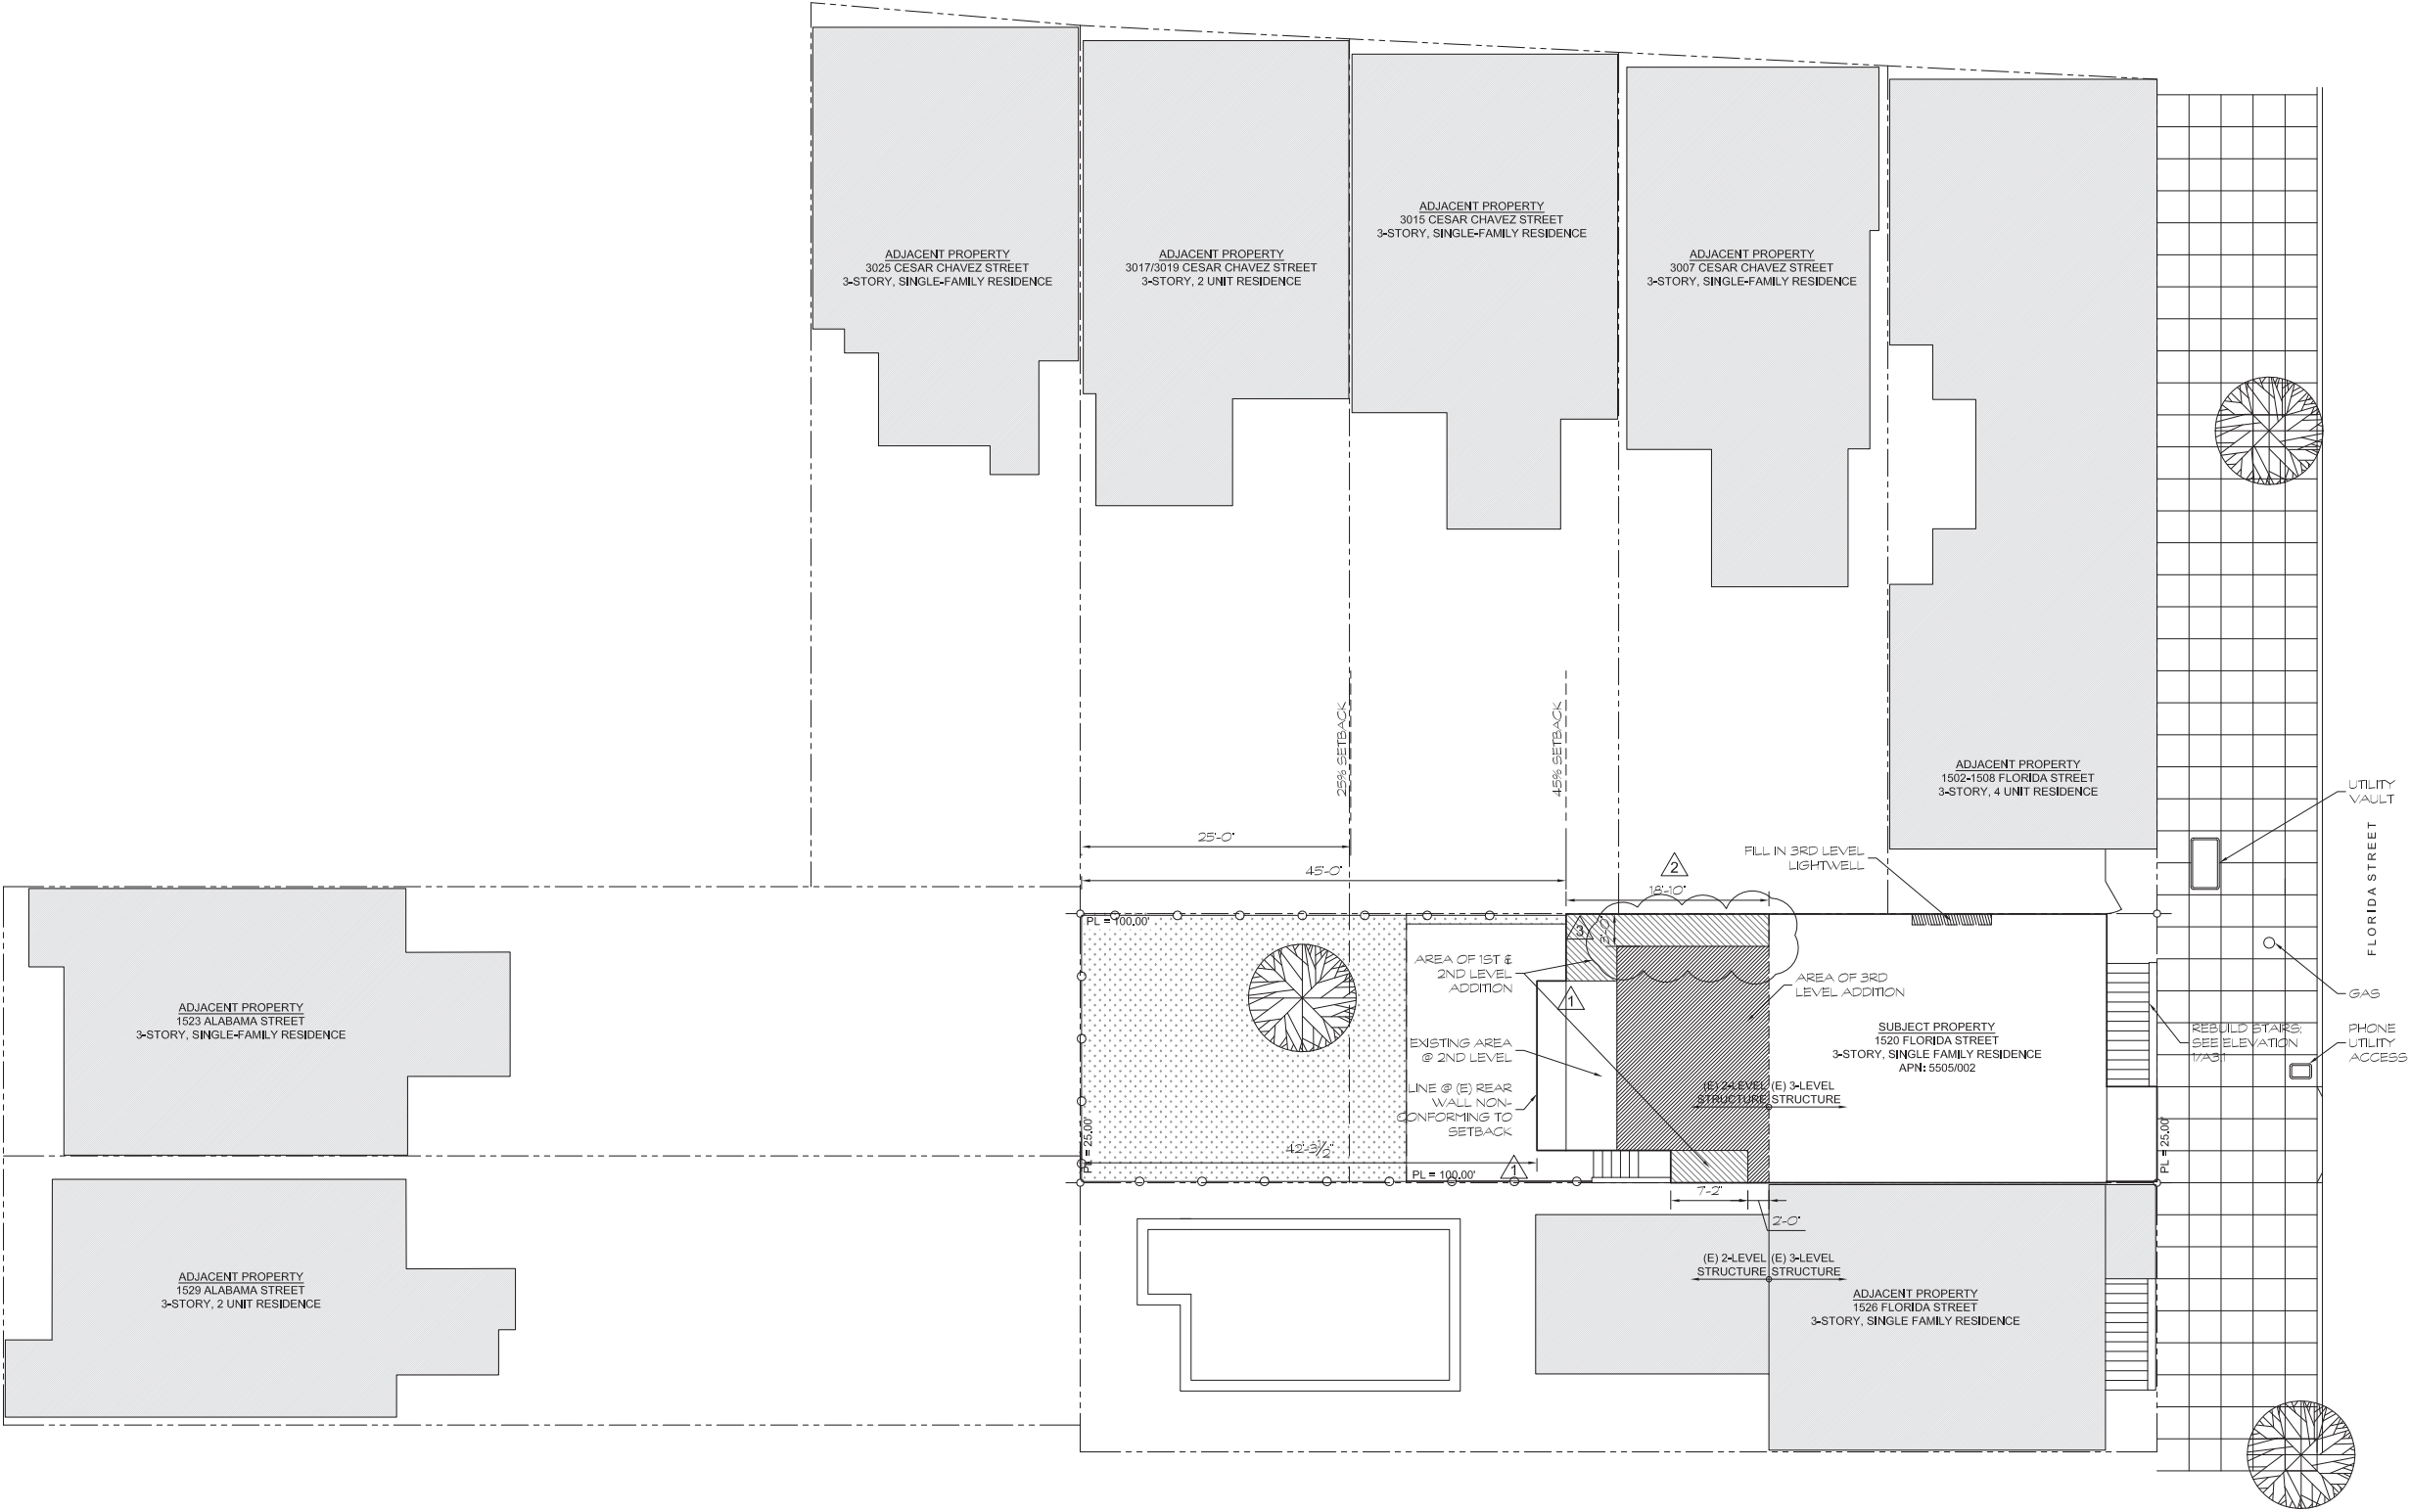 ADJACENT PROPERTY
3025 CESAR CHAVEZ STREET
3-STORY, SINGLE-FAMILY RESIDENCE
ADJACENT PROPERTY
3017/3019 CESAR CHAVEZ STREET
3-STORY, 2 UNIT RESIDENCE
ADJACENT PROPERTY
3015 CESAR CHAVEZ STREET
3-STORY, SINGLE-FAMILY RESIDENCE
ADJACENT PROPERTY
3007 CESAR CHAVEZ STREET
3-STORY, SINGLE-FAMILY RESIDENCE
ADJACENT PROPERTY
1502-1508 FLORIDA STREET
3-STORY, 4 UNIT RESIDENCE
25% SETBACK
45% SETBACK
25'-0"
45'-0"
18'-10"
2
FILL IN 3RD LEVEL
LIGHTWELL
UTILITY
VAULT
FLORIDA STREET
GAS
PHONE
UTILITY
ACCESS
REBUILD STAIRS;
SEE ELEVATION
1/A3.1
PL = 100.00'
3
3'-0"
AREA OF 1ST &
2ND LEVEL
ADDITION
1
AREA OF 3RD
LEVEL ADDITION
EXISTING AREA
@ 2ND LEVEL
LINE @ (E) REAR
WALL NON-
CONFORMING TO
SETBACK
SUBJECT PROPERTY
1520 FLORIDA STREET
3-STORY, SINGLE FAMILY RESIDENCE
APN: 5505/002
(E) 2-LEVEL (E) 3-LEVEL
STRUCTURE STRUCTURE
PL = 25.00'
42'-3½"
PL = 100.00'
1
PL = 25.00'
7'-2"
2'-0"
ADJACENT PROPERTY
1523 ALABAMA STREET
3-STORY, SINGLE-FAMILY RESIDENCE
ADJACENT PROPERTY
1529 ALABAMA STREET
3-STORY, 2 UNIT RESIDENCE
(E) 2-LEVEL (E) 3-LEVEL
STRUCTURE STRUCTURE
ADJACENT PROPERTY
1526 FLORIDA STREET
3-STORY, SINGLE FAMILY RESIDENCE